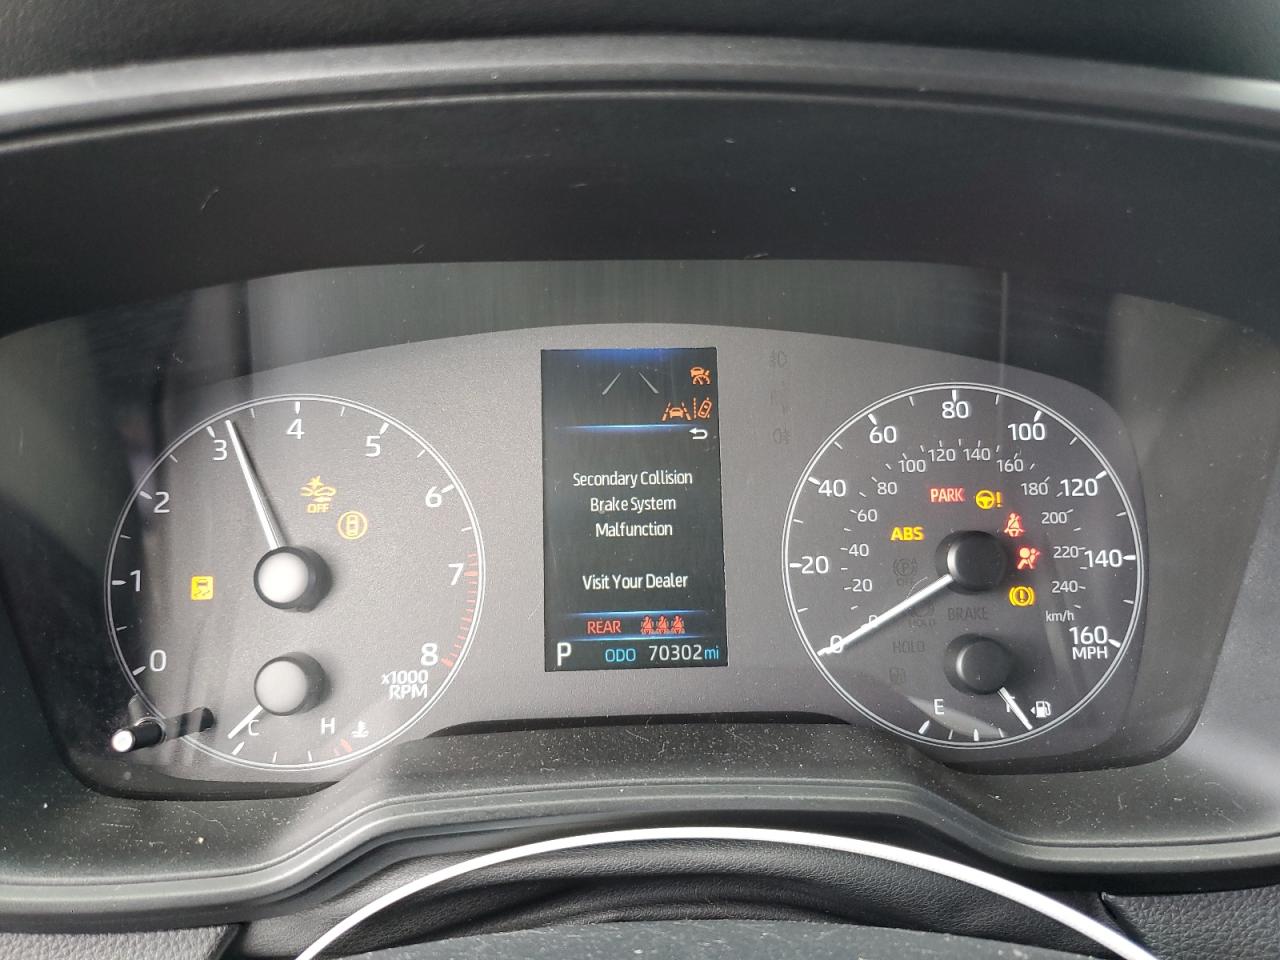 0
1
2
3
4
5
6
7
8
x1000
RPM
OFF
C
H
Secondary Collision
Brake System
Malfunction
Visit Your Dealer
REAR
P ODO 70302 mi
0
20
40
60
80
100
120
140
160
MPH
20
40
60
80
100
120
140
160
180
200
220
240
km/h
PARK
ABS
BRAKE
HOLD
E
F